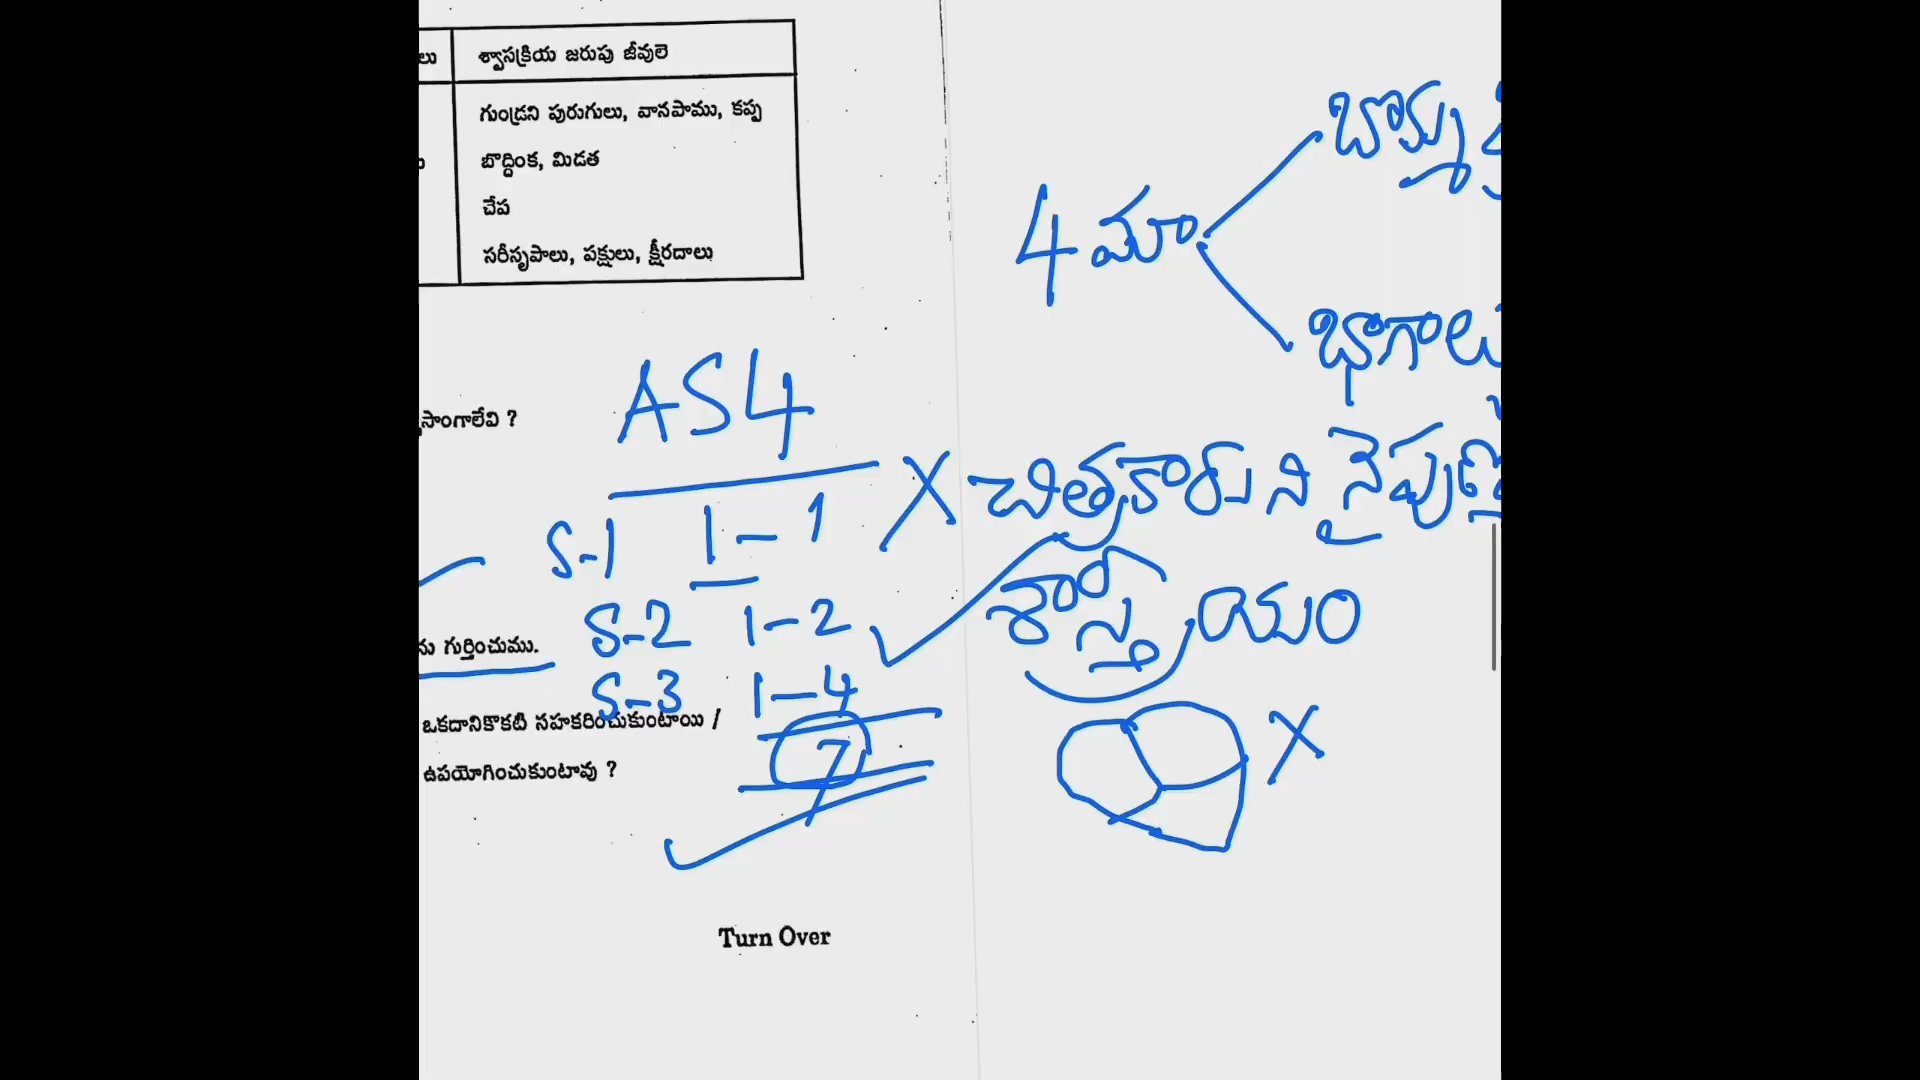 లు శ్వాసక్రియ జరుపు జీవులె
గుండ్రని పురుగులు, వానపాము, కప్ప
బొద్దింక, మిడత
చేప
సరీసృపాలు, పక్షులు, క్షీరదాలు
4 మా
బొమ్మ
భాగాలు
AS4
సాంగాలేవి ?
X చిత్రకారుని నైపుణ్
S-1 1-1
శాస్త్రీయం
S-2 1-2
ను గుర్తించుము.
S-3 1-4
ఒకదానికొకటి సహకరించుకుంటాయి /
7
X
ఉపయోగించుకుంటావు ?
Turn Over